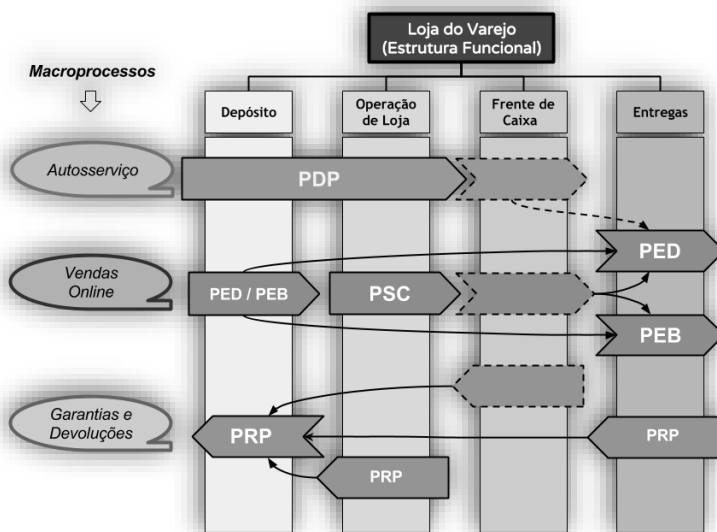 Loja do Varejo
(Estrutura Funcional)
Macroprocessos
Depósito
Operação
de Loja
Frente de
Caixa
Entregas
Autosserviço
PDP
PED
Vendas
Online
PED / PEB
PSC
PEB
Garantias e
Devoluções
PRP
PRP
PRP